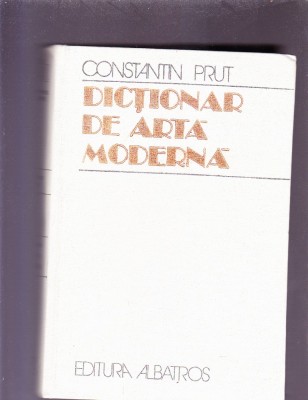 CONSTANTIN PRUT
DICȚIONAR
DE ARTĂ
MODERNĂ
EDITURA ALBATROS